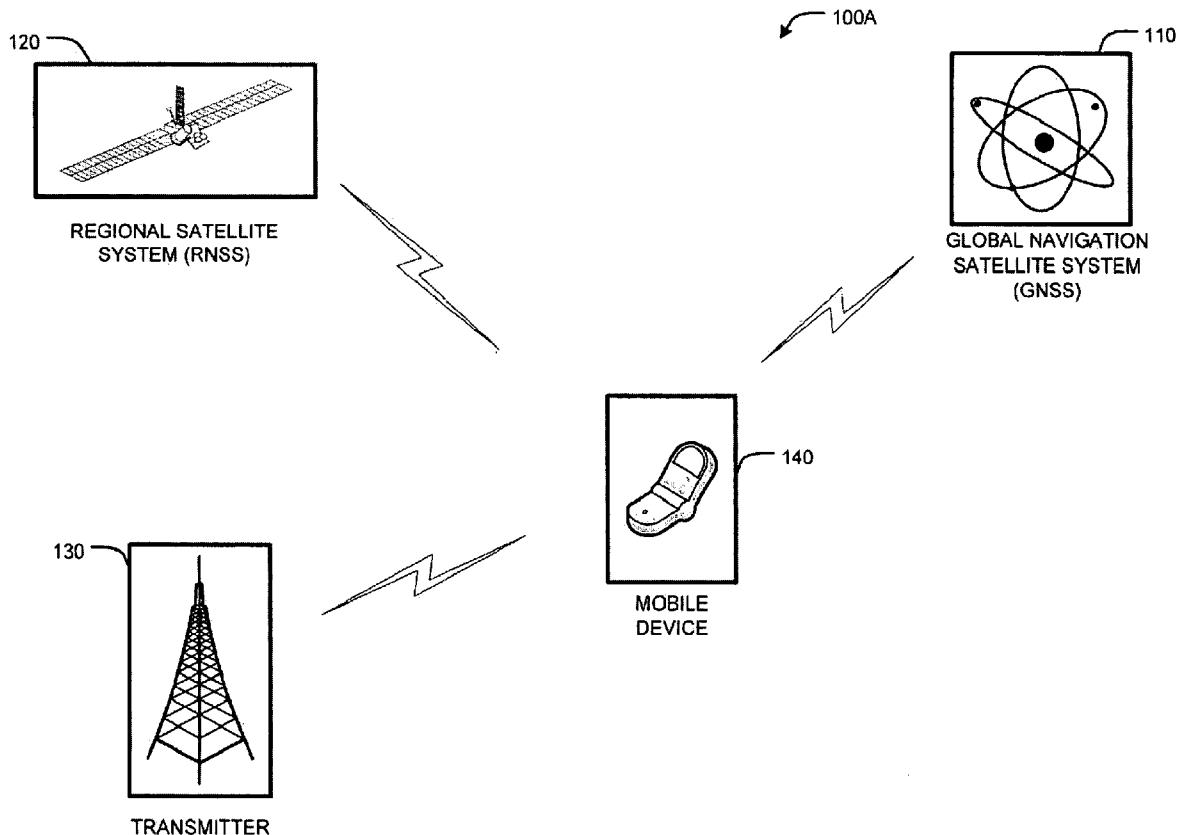 100A
120
110
REGIONAL SATELLITE
SYSTEM (RNSS)
GLOBAL NAVIGATION
SATELLITE SYSTEM
(GNSS)
140
130
MOBILE
DEVICE
TRANSMITTER